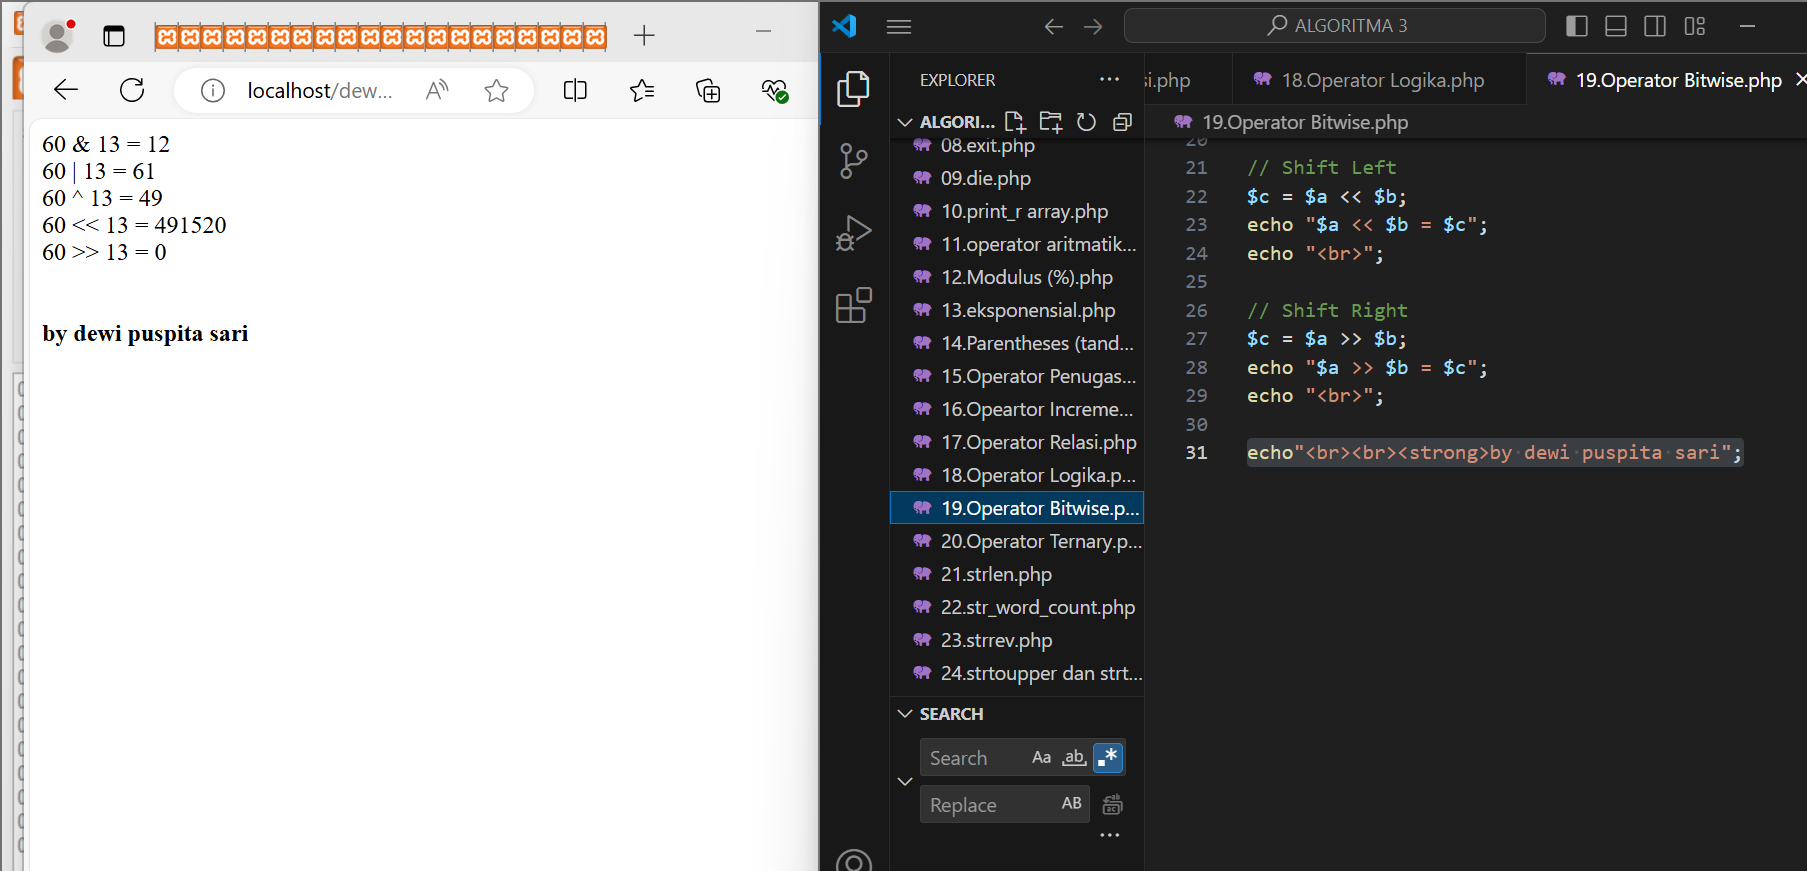 localhost/dew...
60 & 13 = 12
60 | 13 = 61
60 ^ 13 = 49
60 << 13 = 491520
60 >> 13 = 0
by dewi puspita sari
ALGORITMA 3
EXPLORER
ALGORI...
08.exit.php
09.die.php
10.print_r array.php
11.operator aritmatik...
12.Modulus (%).php
13.eksponensial.php
14.Parentheses (tand...
15.Operator Penugas...
16.Opeartor Increme...
17.Operator Relasi.php
18.Operator Logika.p...
19.Operator Bitwise.p...
20.Operator Ternary.p...
21.strlen.php
22.str_word_count.php
23.strrev.php
24.strtoupper dan strt...
SEARCH
Search Aa ab
Replace AB
si.php 18.Operator Logika.php 19.Operator Bitwise.php
19.Operator Bitwise.php
20
21 // Shift Left
22 $c = $a << $b;
23 echo "$a << $b = $c";
24 echo "<br>";
25
26 // Shift Right
27 $c = $a >> $b;
28 echo "$a >> $b = $c";
29 echo "<br>";
30
31 echo"<br><br><strong>by dewi puspita sari";